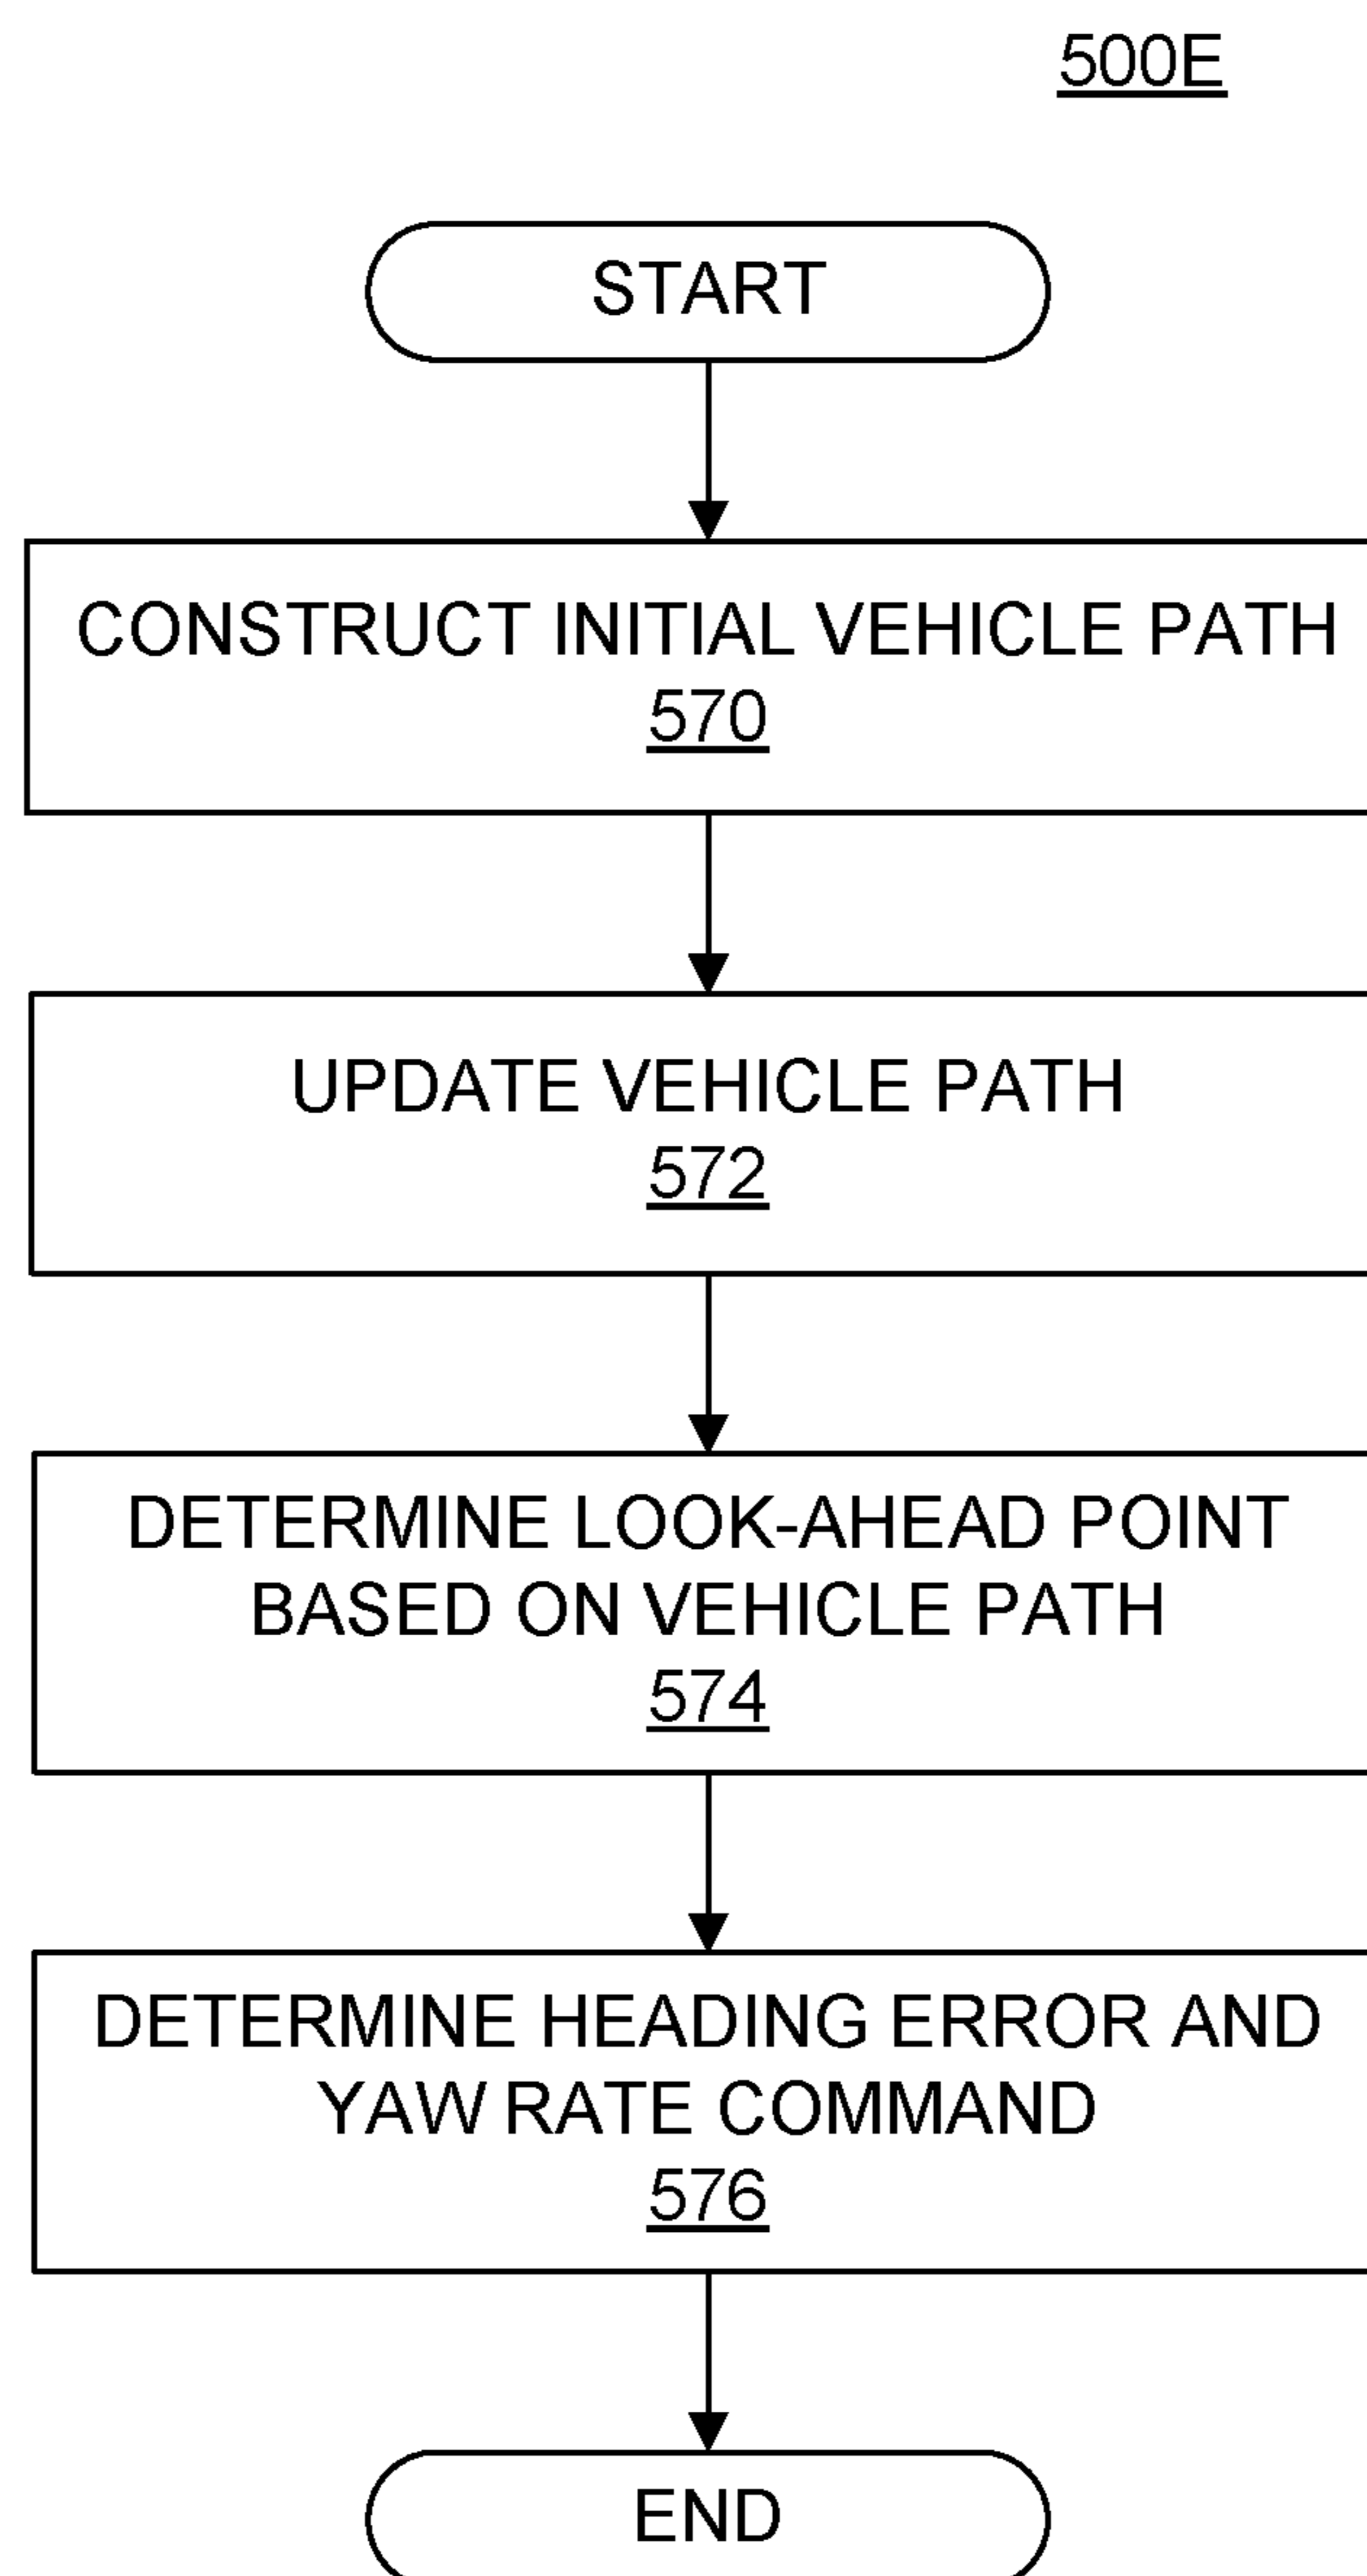 500E
START
CONSTRUCT INITIAL VEHICLE PATH
570
UPDATE VEHICLE PATH
572
DETERMINE LOOK-AHEAD POINT
BASED ON VEHICLE PATH
574
DETERMINE HEADING ERROR AND
YAW RATE COMMAND
576
END